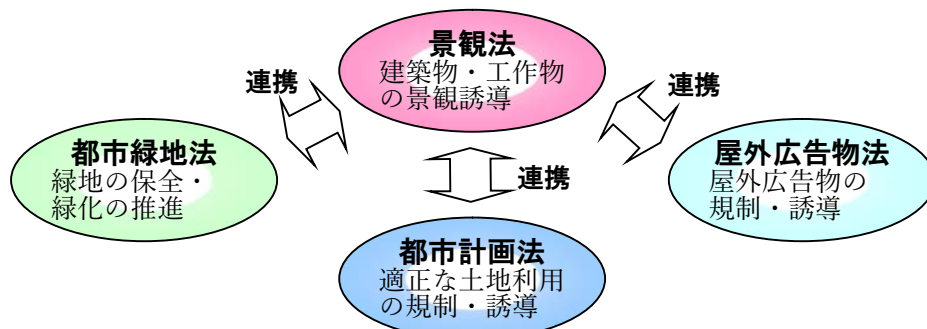 景観法
建築物・工作物
の景観誘導
連携
連携
都市緑地法
緑地の保全・
緑化の推進
連携
屋外広告物法
屋外広告物の
規制・誘導
都市計画法
適正な土地利用
の規制・誘導